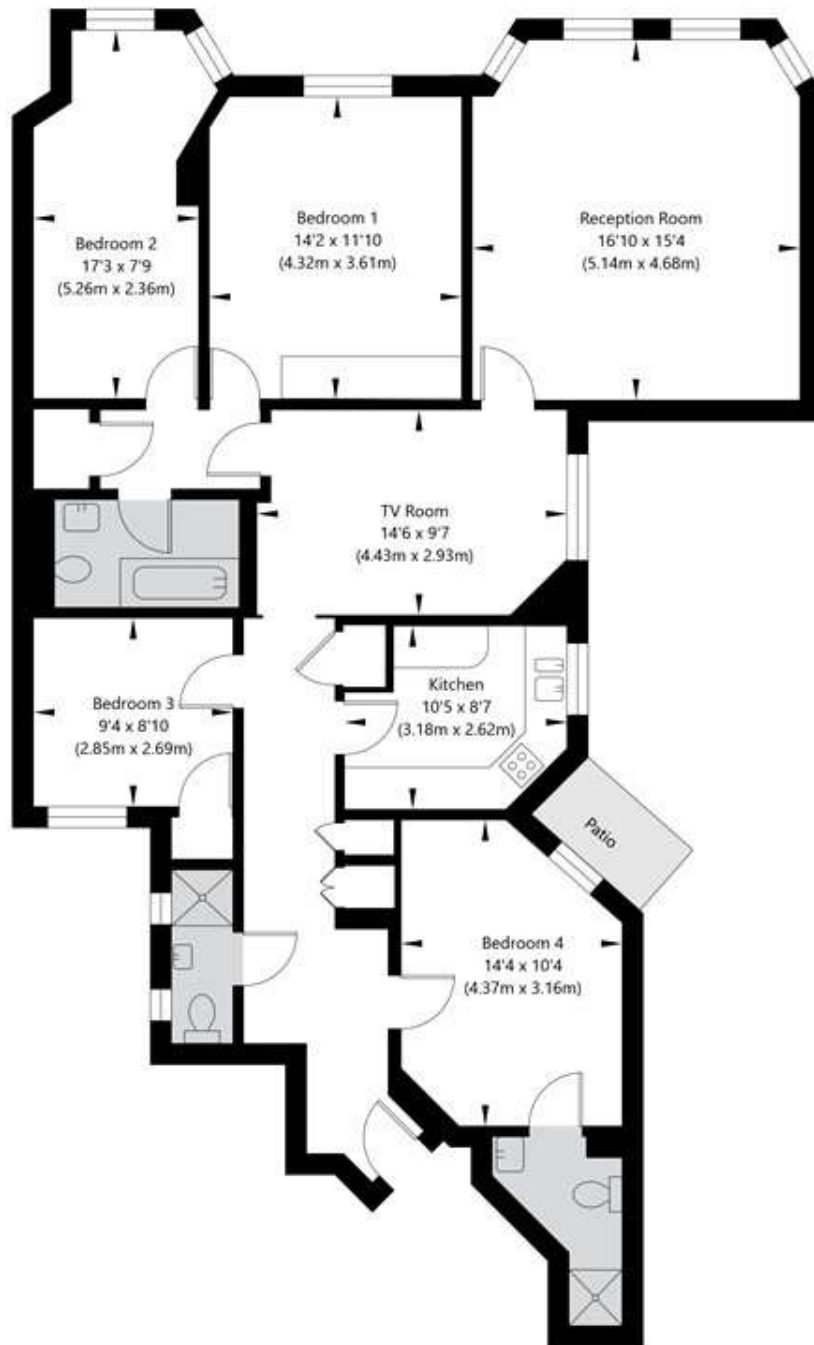 Bedroom 2
17'3 x 7'9
(5.26m x 2.36m)
Bedroom 1
14'2 x 11'10
(4.32m x 3.61m)
Reception Room
16'10 x 15'4
(5.14m x 4.68m)
TV Room
14'6 x 9'7
(4.43m x 2.93m)
Bedroom 3
9'4 x 8'10
(2.85m x 2.69m)
Kitchen
10'5 x 8'7
(3.18m x 2.62m)
Patio
Bedroom 4
14'4 x 10'4
(4.37m x 3.16m)